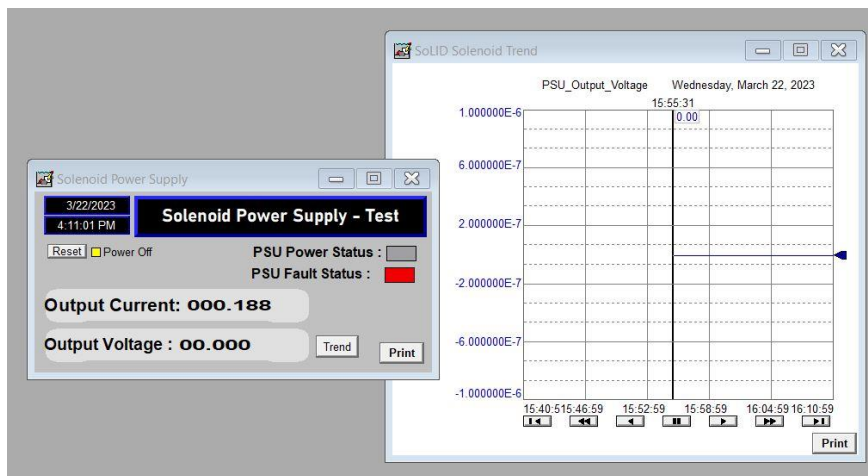 SoLID Solenoid Trend
PSU_Output_Voltage Wednesday, March 22, 2023
15:55:31
0.00
1.000000E-6
6.000000E-7
2.000000E-7
-2.000000E-7
-6.000000E-7
-1.000000E-6
15:40:51 5:46:59 15:52:59 15:58:59 16:04:59 16:10:59
Print
Solenoid Power Supply
3/22/2023
4:11:01 PM
Solenoid Power Supply - Test
Reset Power Off
PSU Power Status :
PSU Fault Status :
Output Current: 000.188
Output Voltage : 00.000
Trend
Print